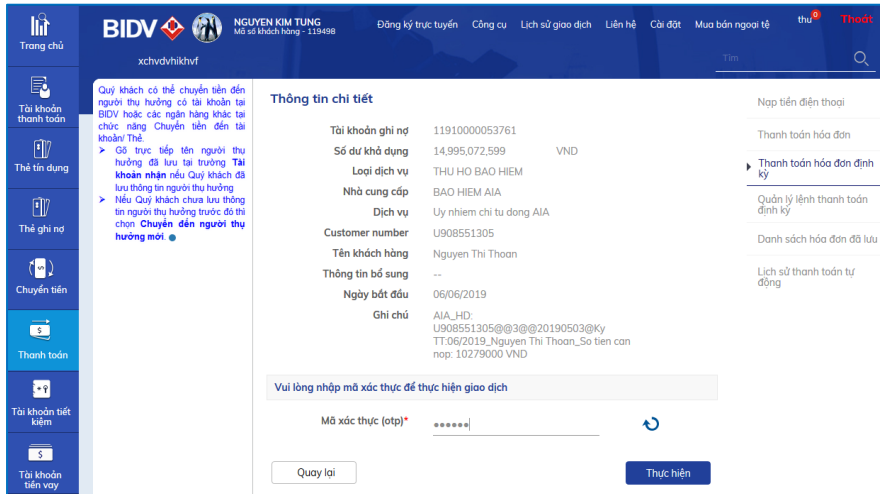 BIDV
NGUYEN KIM TUNG
Mã số khách hàng - 119498
Đăng ký trực tuyến
Công cụ
Lịch sử giao dịch
Liên hệ
Cài đặt
Mua bán ngoại tệ
thu 0
Thoát
xchvdvhikhvf
Tìm
Trang chủ
Tài khoản
thanh toán
Thẻ tín dụng
Thẻ ghi nợ
Chuyển tiền
Thanh toán
Tài khoản tiết
kiệm
Tài khoản
tiền vay
Quý khách có thể chuyển tiền đến
người thụ hưởng có tài khoản tại
BIDV hoặc các ngân hàng khác tại
chức năng Chuyển tiền đến tài
khoản/ Thẻ.
➤ Gõ trực tiếp tên người thụ
hưởng đã lưu tại trường Tài
khoản nhận nếu Quý khách đã
lưu thông tin người thụ hưởng
➤ Nếu Quý khách chưa lưu thông
tin người thụ hưởng trước đó thì
chọn Chuyển đến người thụ
hưởng mới.
Thông tin chi tiết
Tài khoản ghi nợ 11910000053761
Số dư khả dụng 14,995,072,599 VND
Loại dịch vụ THU HO BAO HIEM
Nhà cung cấp BAO HIEM AIA
Dịch vụ Uy nhiem chi tu dong AIA
Customer number U908551305
Tên khách hàng Nguyen Thi Thoan
Thông tin bổ sung --
Ngày bắt đầu 06/06/2019
Ghi chú AIA_HD:
U908551305@@3@@20190503@Ky
TT:06/2019_Nguyen Thi Thoan_So tien can
nop: 10279000 VND
Vui lòng nhập mã xác thực để thực hiện giao dịch
Mã xác thực (otp)* ••••••
Quay lại
Thực hiện
Nạp tiền điện thoại
Thanh toán hóa đơn
Thanh toán hóa đơn định
kỳ
Quản lý lệnh thanh toán
định kỳ
Danh sách hóa đơn đã lưu
Lịch sử thanh toán tự
động